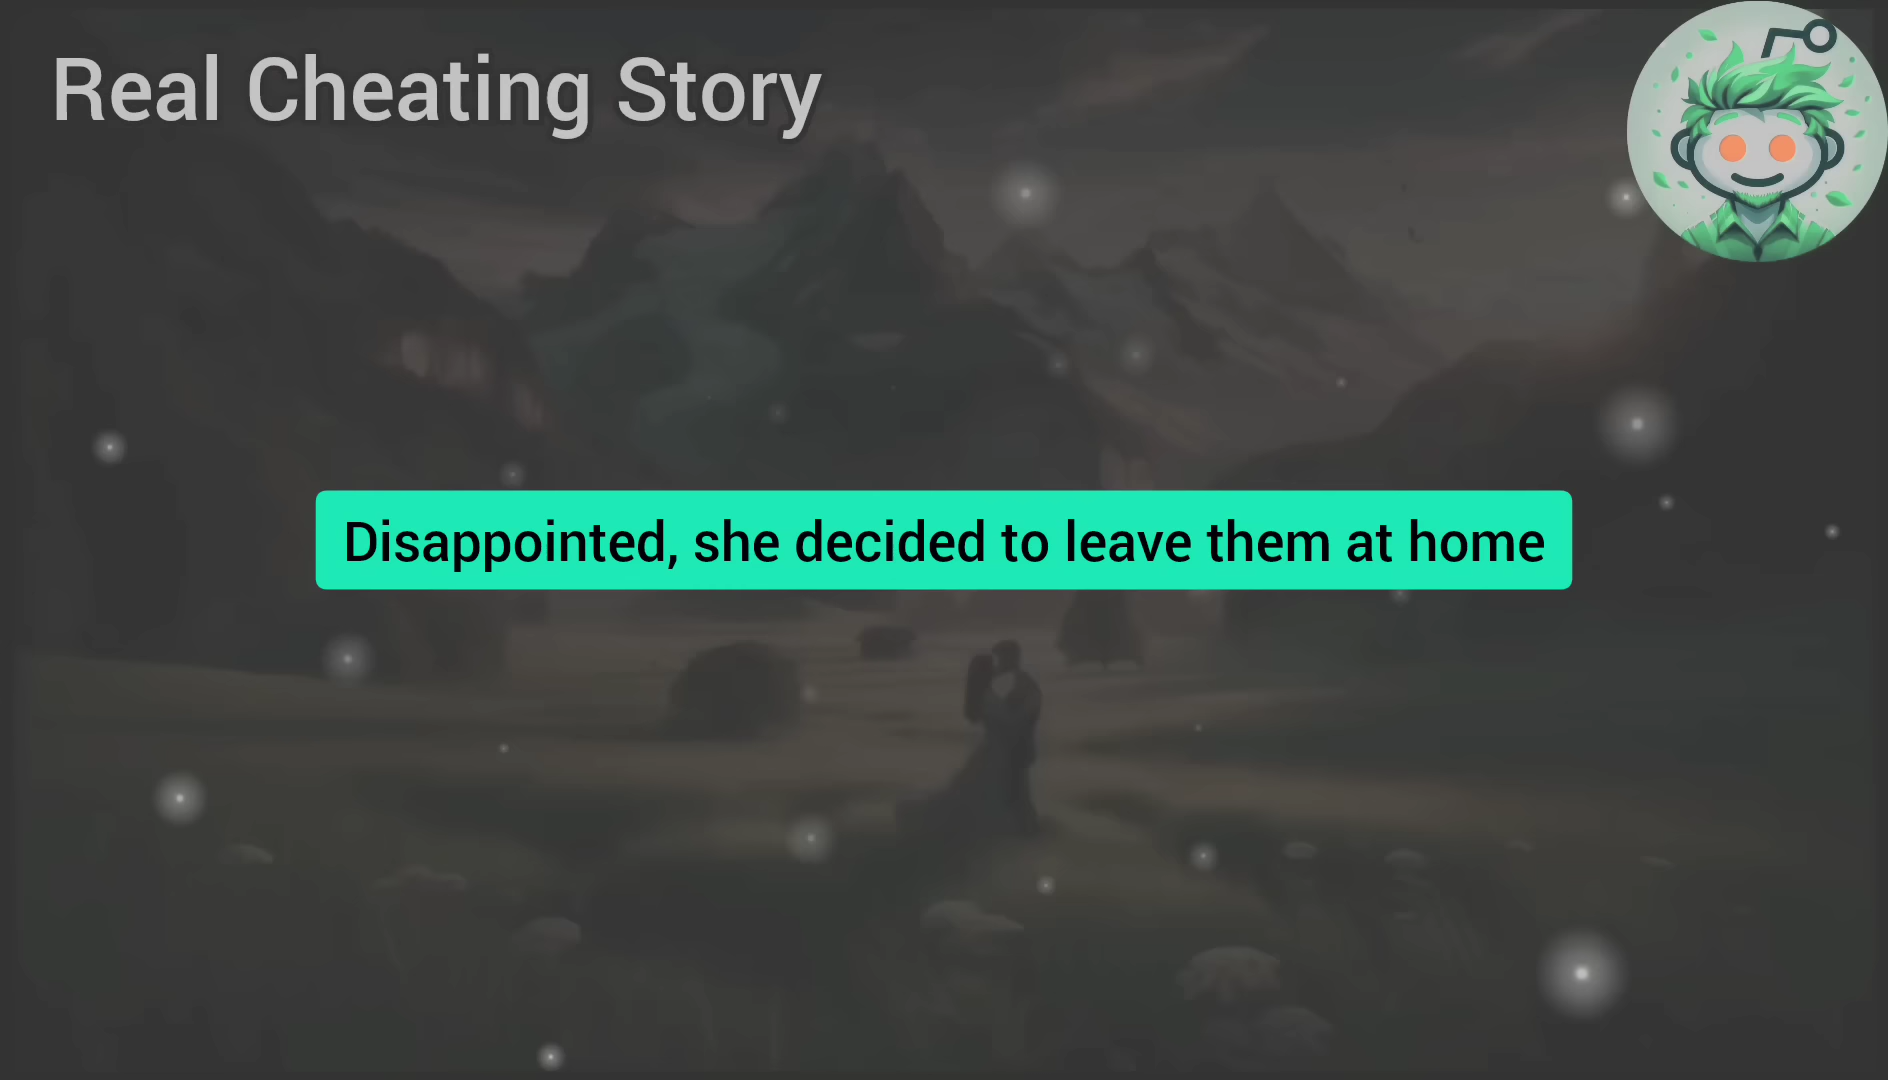 Real Cheating Story
Disappointed, she decided to leave them at home